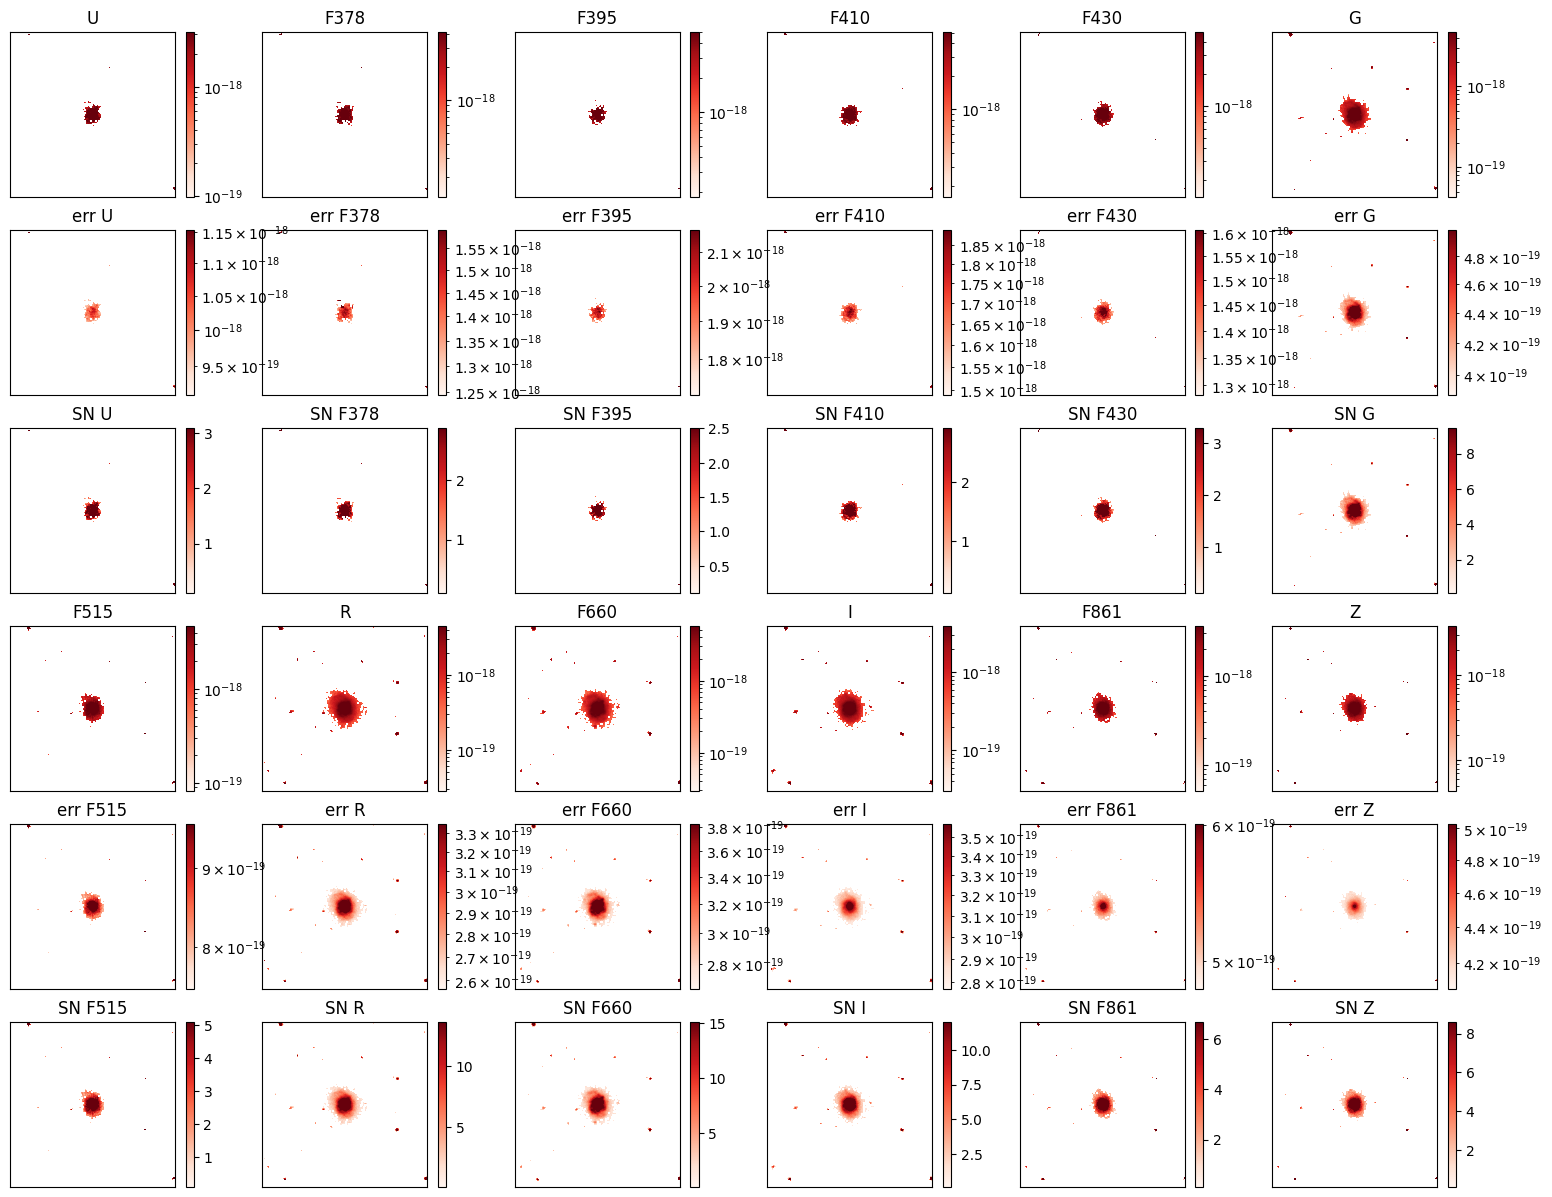 U F378 F395 F410 F430 G
10⁻¹⁸ 10⁻¹⁸ 10⁻¹⁸ 10⁻¹⁸ 10⁻¹⁸ 10⁻¹⁸
10⁻¹⁹ 10⁻¹⁹
err U err F378 err F395 err F410 err F430 err G
1.15 × 10⁻¹⁸ 1.55 × 10⁻¹⁸ 2.1 × 10⁻¹⁸ 1.85 × 10⁻¹⁸ 1.6 × 10⁻¹⁸ 4.8 × 10⁻¹⁹
1.1 × 10⁻¹⁸ 1.5 × 10⁻¹⁸ 2 × 10⁻¹⁸ 1.8 × 10⁻¹⁸ 1.55 × 10⁻¹⁸ 4.6 × 10⁻¹⁹
1.05 × 10⁻¹⁸ 1.45 × 10⁻¹⁸ 1.9 × 10⁻¹⁸ 1.75 × 10⁻¹⁸ 1.5 × 10⁻¹⁸ 4.4 × 10⁻¹⁹
10⁻¹⁸ 1.4 × 10⁻¹⁸ 1.8 × 10⁻¹⁸ 1.7 × 10⁻¹⁸ 1.45 × 10⁻¹⁸ 4.2 × 10⁻¹⁹
9.5 × 10⁻¹⁹ 1.35 × 10⁻¹⁸ 1.65 × 10⁻¹⁸ 1.4 × 10⁻¹⁸ 4 × 10⁻¹⁹
1.3 × 10⁻¹⁸ 1.6 × 10⁻¹⁸ 1.35 × 10⁻¹⁸
1.25 × 10⁻¹⁸ 1.55 × 10⁻¹⁸ 1.3 × 10⁻¹⁸
1.5 × 10⁻¹⁸
SN U SN F378 SN F395 SN F410 SN F430 SN G
3 2 2.5 2 3 8
2 1 2.0 1 2 6
1 1.5 1 4
1.0 2
0.5
F515 R F660 I F861 Z
10⁻¹⁸ 10⁻¹⁸ 10⁻¹⁸ 10⁻¹⁸ 10⁻¹⁸ 10⁻¹⁸
10⁻¹⁹ 10⁻¹⁹ 10⁻¹⁹ 10⁻¹⁹ 10⁻¹⁹ 10⁻¹⁹
err F515 err R err F660 err I err F861 err Z
9 × 10⁻¹⁹ 3.3 × 10⁻¹⁹ 3.8 × 10⁻¹⁹ 3.5 × 10⁻¹⁹ 6 × 10⁻¹⁹ 5 × 10⁻¹⁹
8 × 10⁻¹⁹ 3.2 × 10⁻¹⁹ 3.6 × 10⁻¹⁹ 3.4 × 10⁻¹⁹ 5 × 10⁻¹⁹ 4.8 × 10⁻¹⁹
3.1 × 10⁻¹⁹ 3.4 × 10⁻¹⁹ 3.3 × 10⁻¹⁹ 4.6 × 10⁻¹⁹
3 × 10⁻¹⁹ 3.2 × 10⁻¹⁹ 3.2 × 10⁻¹⁹ 4.4 × 10⁻¹⁹
2.9 × 10⁻¹⁹ 3 × 10⁻¹⁹ 3.1 × 10⁻¹⁹ 4.2 × 10⁻¹⁹
2.8 × 10⁻¹⁹ 2.8 × 10⁻¹⁹ 3 × 10⁻¹⁹
2.7 × 10⁻¹⁹ 2.9 × 10⁻¹⁹
2.6 × 10⁻¹⁹ 2.8 × 10⁻¹⁹
SN F515 SN R SN F660 SN I SN F861 SN Z
5 10 15 10.0 6 8
4 5 10 7.5 4 6
3 5 5.0 2 4
2 2.5 2
1